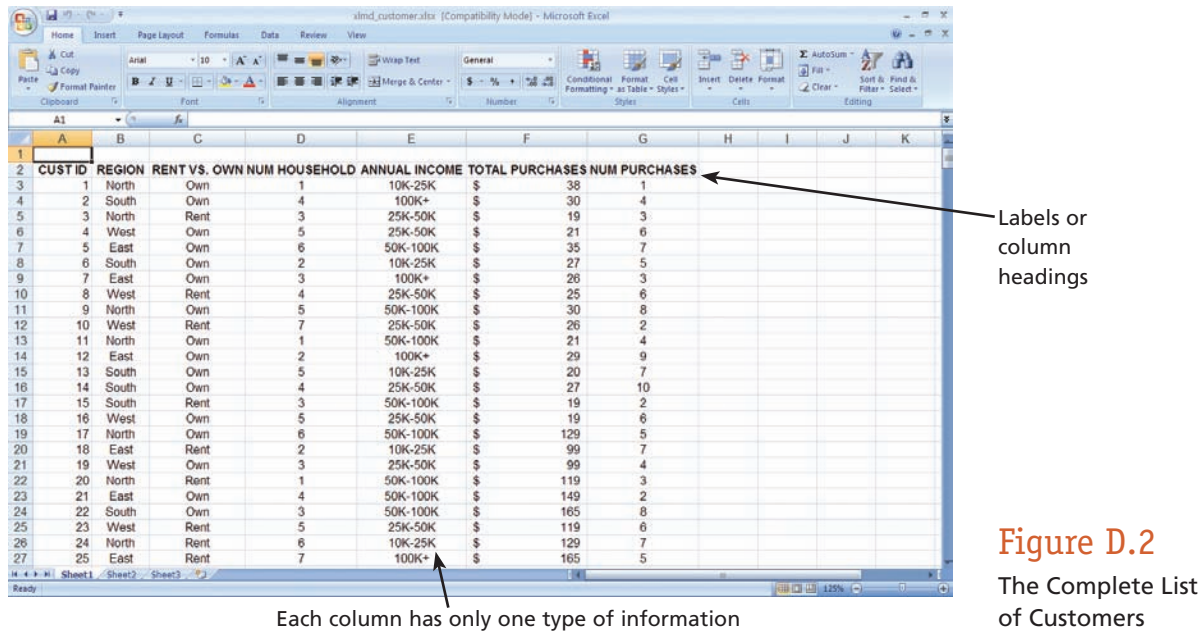 xlmd_customer.xlsx [Compatibility Mode] - Microsoft Excel
Home Insert Page Layout Formulas Data Review View
Paste
Cut
Copy
Format Painter
Clipboard
Arial 10 A A
B I U A
Font
Wrap Text
Merge & Center
Alignment
General
$ % ,
Number
Conditional Formatting
Format as Table
Cell Styles
Styles
Insert Delete Format
Cells
Σ AutoSum
Fill
Clear
Sort & Filter
Find & Select
Editing
A1 fx
A B C D E F G H I J K
1
2 CUST ID REGION RENT VS. OWN NUM HOUSEHOLD ANNUAL INCOME TOTAL PURCHASES NUM PURCHASES
3 1 North Own 1 10K-25K $ 38 1
4 2 South Own 4 100K+ $ 30 4
5 3 North Rent 3 25K-50K $ 19 3
6 4 West Own 5 25K-50K $ 21 6
7 5 East Own 6 50K-100K $ 35 7
8 6 South Own 2 10K-25K $ 27 5
9 7 East Own 3 100K+ $ 26 3
10 8 West Rent 4 25K-50K $ 25 6
11 9 North Own 5 50K-100K $ 30 8
12 10 West Rent 7 25K-50K $ 26 2
13 11 North Own 1 50K-100K $ 21 4
14 12 East Own 2 100K+ $ 29 9
15 13 South Own 5 10K-25K $ 20 7
16 14 South Own 4 25K-50K $ 27 10
17 15 South Rent 3 50K-100K $ 19 2
18 16 West Own 5 25K-50K $ 19 6
19 17 North Own 6 50K-100K $ 129 5
20 18 East Rent 2 10K-25K $ 99 7
21 19 West Own 3 25K-50K $ 99 4
22 20 North Rent 1 50K-100K $ 119 3
23 21 East Own 4 50K-100K $ 149 2
24 22 South Own 3 50K-100K $ 165 8
25 23 West Rent 5 25K-50K $ 119 6
26 24 North Rent 6 10K-25K $ 129 7
27 25 East Rent 7 100K+ $ 165 5
Sheet1 Sheet2 Sheet3
Ready 125%
Labels or
column
headings
Each column has only one type of information
Figure D.2
The Complete List
of Customers